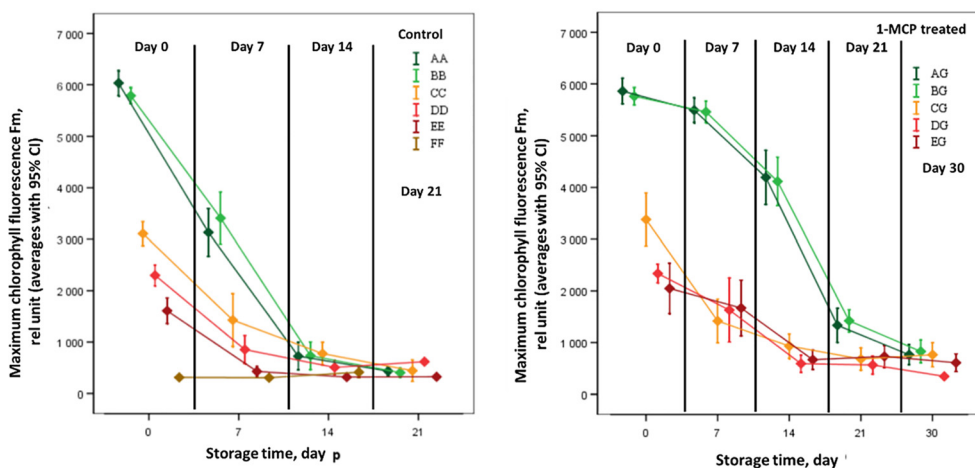 Maximum chlorophyll fluorescence Fm,
rel unit (averages with 95% CI)
7 000
6 000
5 000
4 000
3 000
2 000
1 000
0
Day 0
Day 7
Day 14
Control
AA
BB
CC
DD
EE
FF
Day 21
0
7
14
21
Storage time, day p
Maximum chlorophyll fluorescence Fm,
rel unit (averages with 95% CI)
7 000
6 000
5 000
4 000
3 000
2 000
1 000
0
1-MCP treated
Day 0
Day 7
Day 14
Day 21
AG
BG
CG
DG
EG
Day 30
0
7
14
21
30
Storage time, day